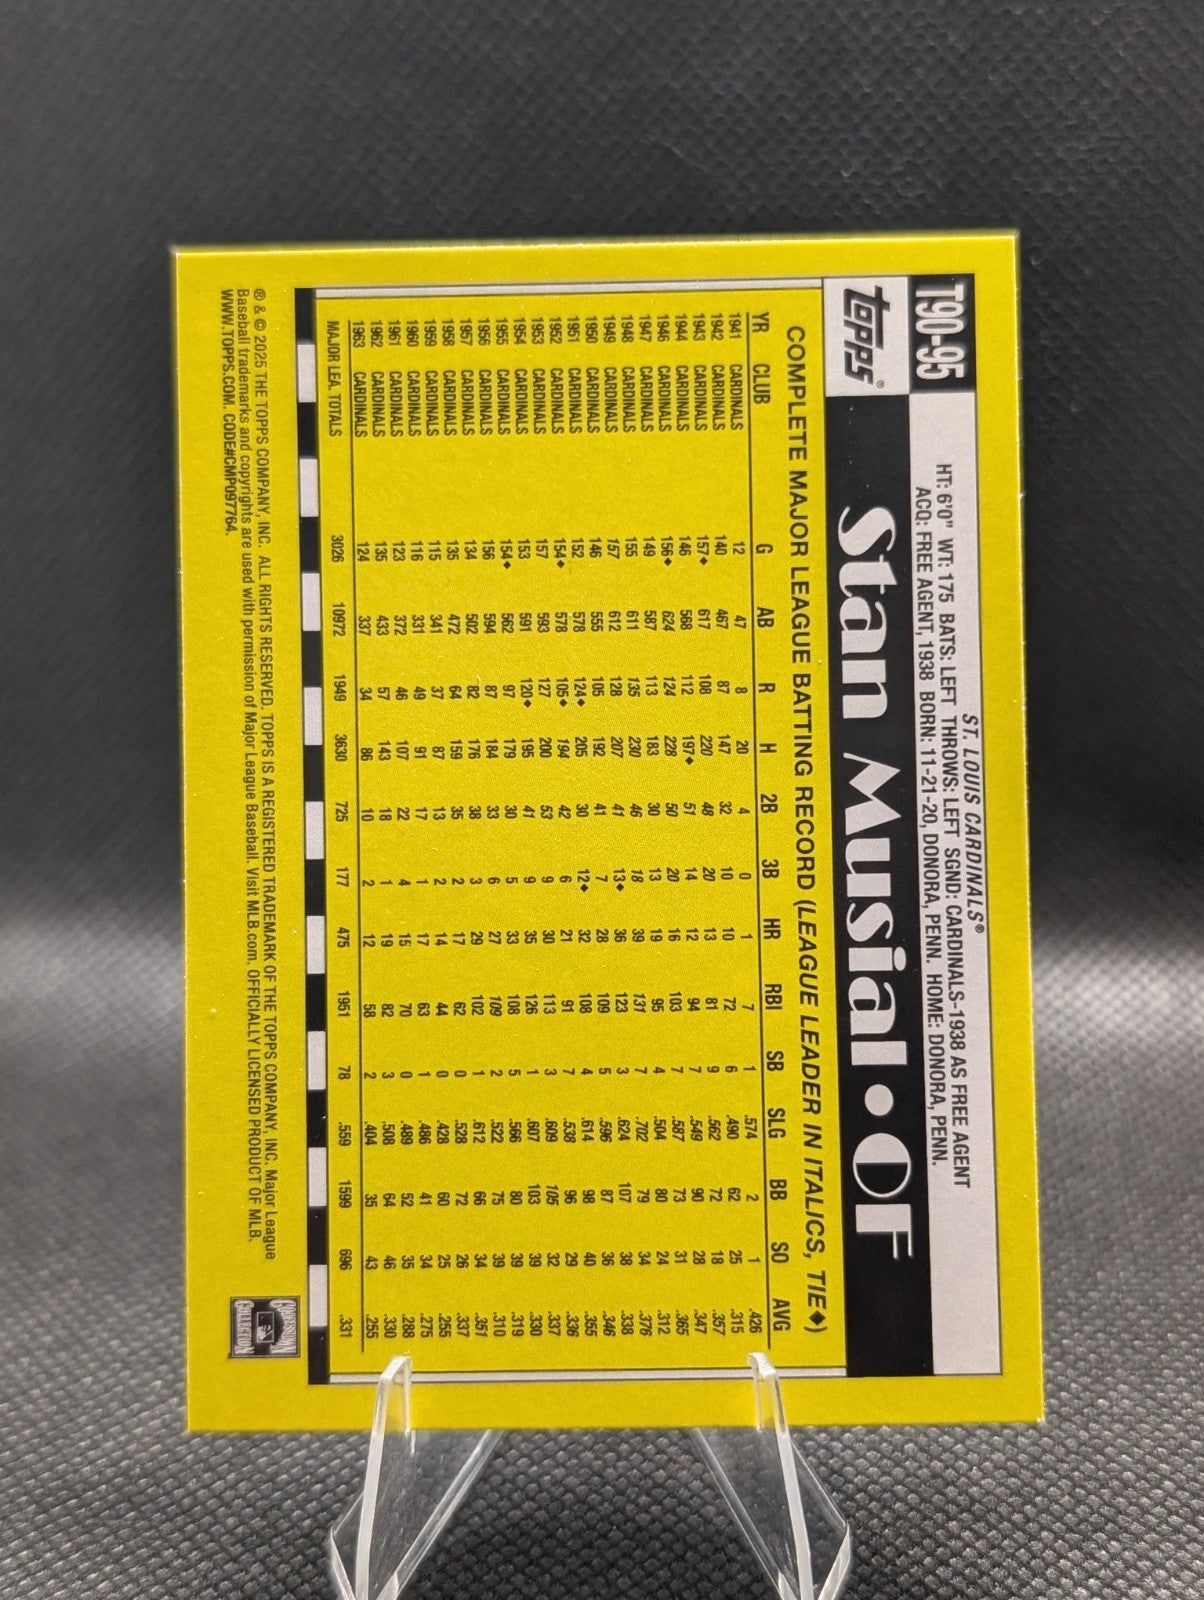 T90-95
ST. LOUIS CARDINALS®
HT: 6'0" WT: 175 BATS: LEFT THROWS: LEFT SGND: CARDINALS-1938 AS FREE AGENT
ACQ: FREE AGENT, 1938 BORN: 11-21-20, DONORA, PENN. HOME: DONORA, PENN.
topps® Stan Musial • OF
COMPLETE MAJOR LEAGUE BATTING RECORD (LEAGUE LEADER IN ITALICS, TIE♦)
YR CLUB G AB R H 2B 3B HR RBI SB SLG BB SO AVG
1941 CARDINALS 12 47 8 20 4 0 1 7 1 .574 2 1 .426
1942 CARDINALS 140 467 87 147 32 10 10 72 6 .490 62 25 .315
1943 CARDINALS 157♦ 617 108 220 48 20 13 81 9 .562 72 18 .357
1944 CARDINALS 146 568 112 197♦ 51 14 12 94 7 .549 90 28 .347
1946 CARDINALS 156♦ 624 124 228 50 20 16 103 7 .587 73 31 .365
1947 CARDINALS 149 587 113 183 30 13 19 95 4 .504 80 24 .312
1948 CARDINALS 155 611 135 230 46 18 39 131 7 .702 79 34 .376
1949 CARDINALS 157 612 128 207 41 13♦ 36 123 3 .624 107 38 .338
1950 CARDINALS 146 555 105 192 41 7 28 109 5 .596 87 36 .346
1951 CARDINALS 152 578 124♦ 205 30 12♦ 32 108 4 .614 98 40 .355
1952 CARDINALS 154♦ 578 105♦ 194 42 6 21 91 7 .538 96 29 .336
1953 CARDINALS 157 593 127 200 53 9 30 113 3 .609 105 32 .337
1954 CARDINALS 153 591 120♦ 195 41 9 35 126 1 .607 103 39 .330
1955 CARDINALS 154♦ 562 97 179 30 5 33 108 5 .566 80 39 .319
1956 CARDINALS 156 594 87 184 33 6 27 109 2 .522 75 39 .310
1957 CARDINALS 134 502 82 176 38 3 29 102 1 .612 66 34 .351
1958 CARDINALS 135 472 64 159 35 2 17 62 0 .528 72 26 .337
1959 CARDINALS 115 341 37 87 13 2 14 44 0 .428 60 25 .255
1960 CARDINALS 116 331 49 91 17 1 17 63 1 .486 41 34 .275
1961 CARDINALS 123 372 46 107 22 4 15 70 0 .489 52 35 .288
1962 CARDINALS 135 433 57 143 18 1 19 82 3 .508 64 46 .330
1963 CARDINALS 124 337 34 86 10 2 12 58 2 .404 35 43 .255
MAJOR LEA. TOTALS 3026 10972 1949 3630 725 177 475 1951 78 .559 1599 696 .331
® & © 2025 THE TOPPS COMPANY, INC. ALL RIGHTS RESERVED. TOPPS IS A REGISTERED TRADEMARK OF THE TOPPS COMPANY, INC. Major League
Baseball trademarks and copyrights are used with permission of Major League Baseball. Visit MLB.com. OFFICIALLY LICENSED PRODUCT OF MLB.
WWW.TOPPS.COM. CODE#CMP097764.
COOPERSTOWN
COLLECTION